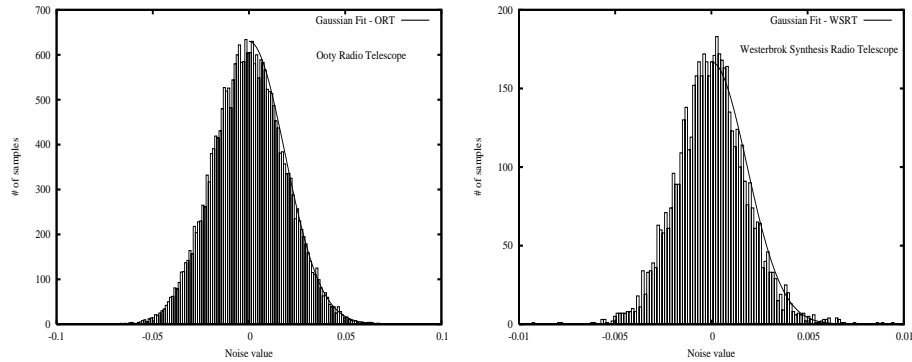 700
600
500
400
300
200
100
0
-0.1
-0.05
0
0.05
0.1
# of samples
Noise value
Gaussian Fit - ORT
Ooty Radio Telescope
200
150
100
50
0
-0.01
-0.005
0
0.005
0.01
# of samples
Noise value
Gaussian Fit - WSRT
Westerbrok Synthesis Radio Telescope